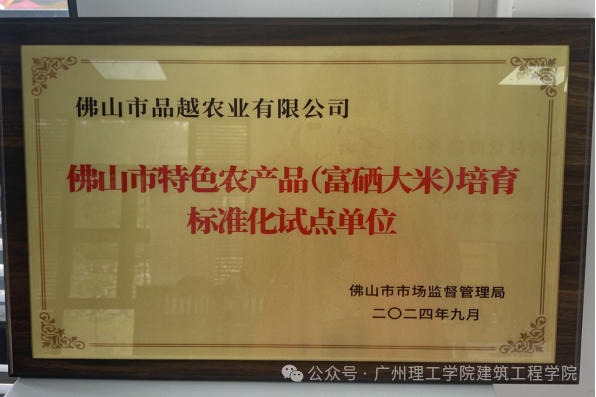 佛山市品越农业有限公司
佛山市特色农产品(富硒大米)培育
标准化试点单位
佛山市市场监督管理局
二〇二四年九月
公众号·广州理工学院建筑工程学院